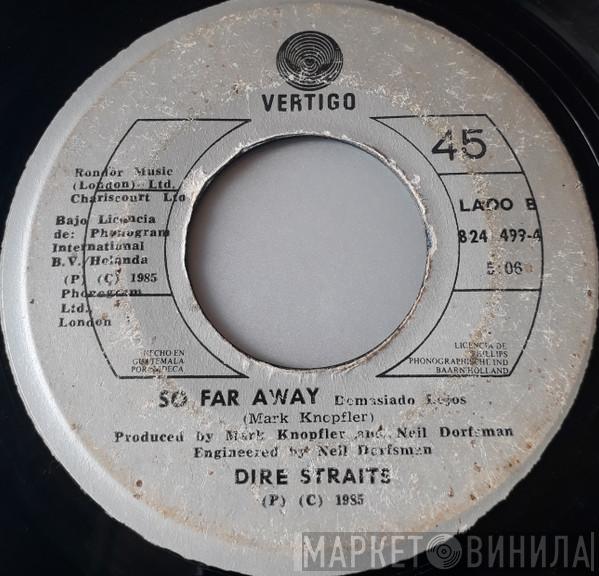 VERTIGO
45
Rondor Music
(London) Ltd.
Chariscourt Ltd
Bajo Licencia
de: Phonogram
International
B.V./Holanda
(P) (C) 1985
Phonogram
Ltd.
London
LADO B
824 499-4
5:06
HECHO EN
GUATEMALA
POR
LICENCIA DE
PHILLIPS
PHONOGRAPHISCHE IND
BAARN HOLLAND
SO FAR AWAY Demasiado Lejos
(Mark Knopfler)
Produced by Mark Knopfler and Neil Dorfsman
Engineered by Neil Dorfsman
DIRE STRAITS
(P) (C) 1985
МАРКЕТ ВИНИЛА